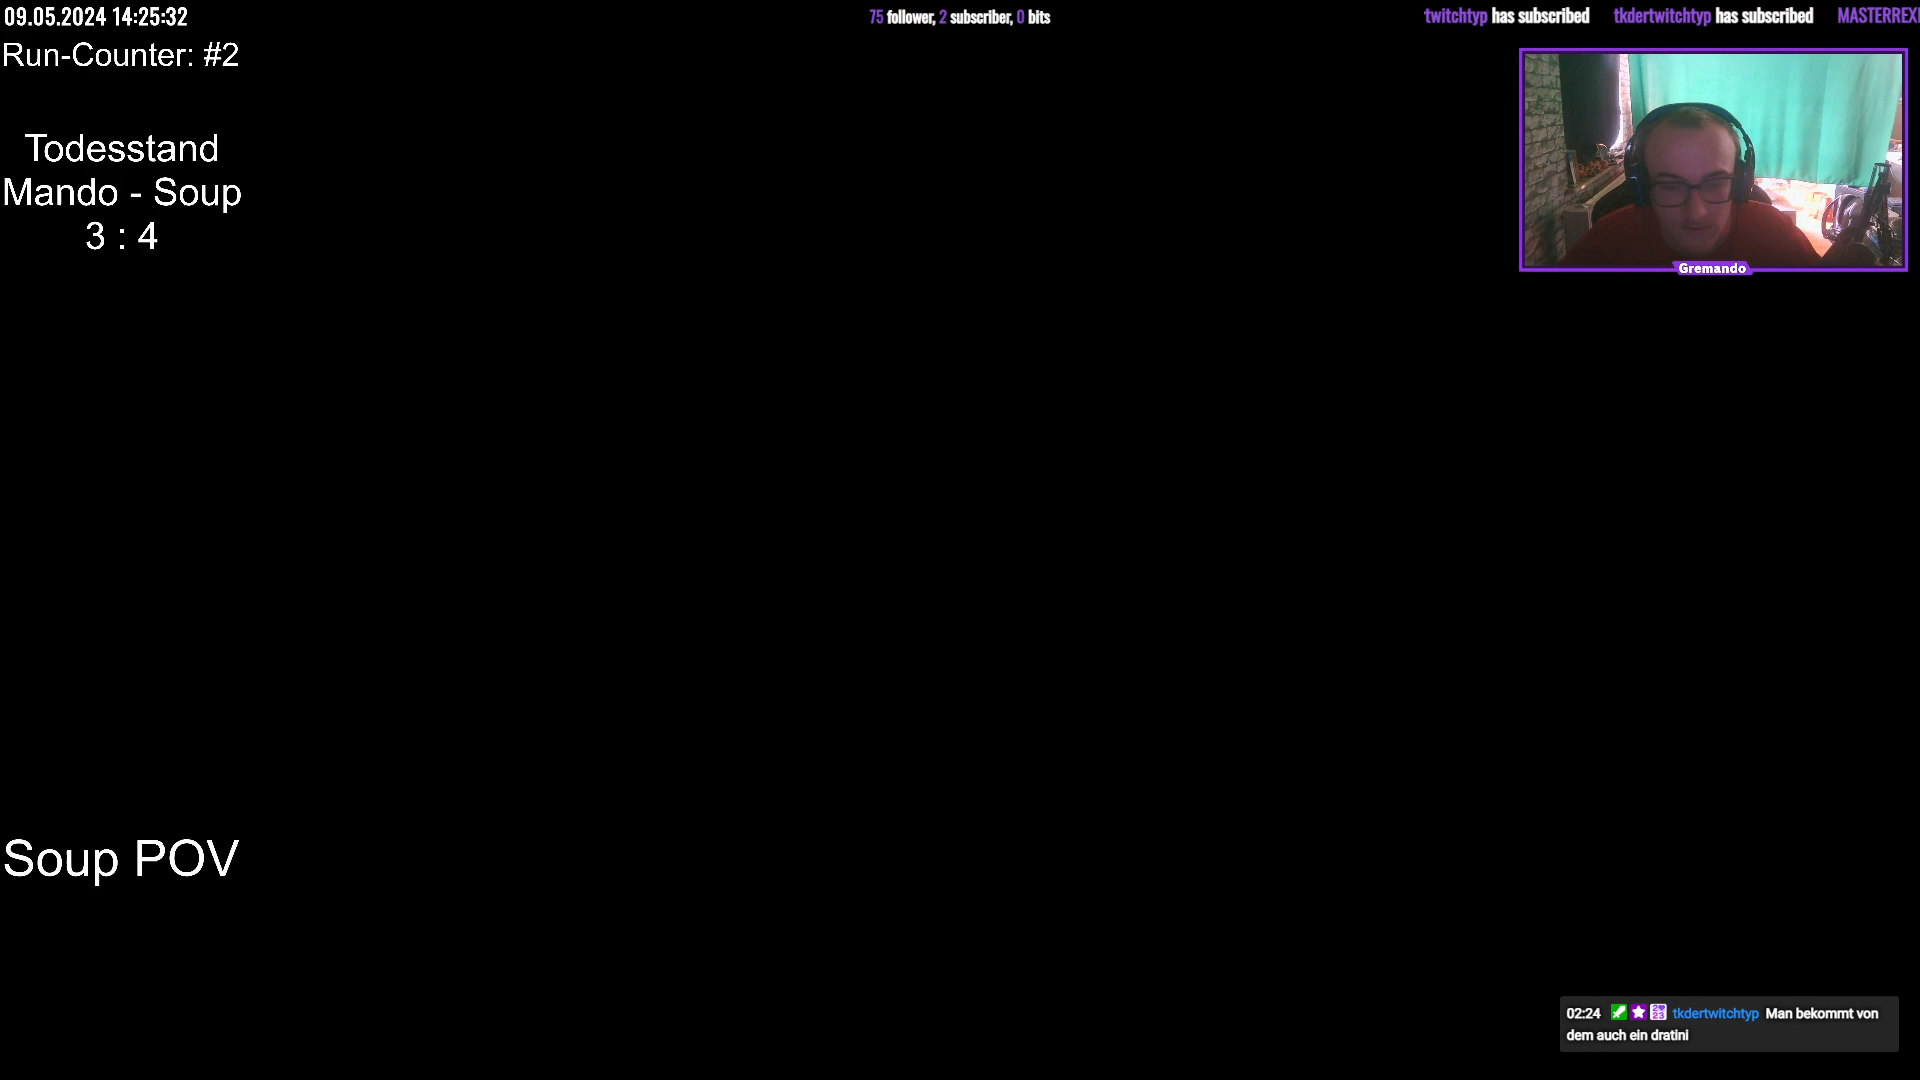 09.05.2024 14:25:32
75 follower, 2 subscriber, 0 bits
twitchtyp has subscribed tkdertwitchtyp has subscribed
Run-Counter: #2
Todesstand
Mando - Soup
3 : 4
Gremando
Soup POV
02:24 tkdertwitchtyp Man bekommt von
dem auch ein dratini